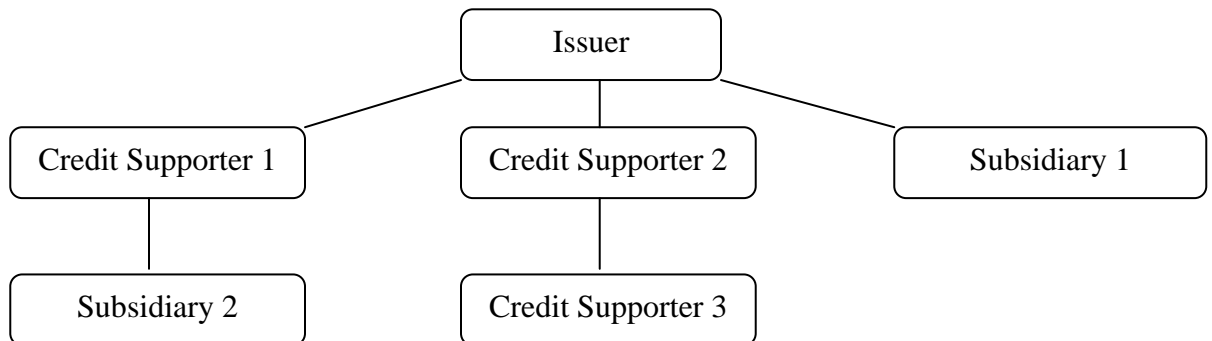 Issuer
Credit Supporter 1
Credit Supporter 2
Subsidiary 1
Subsidiary 2
Credit Supporter 3